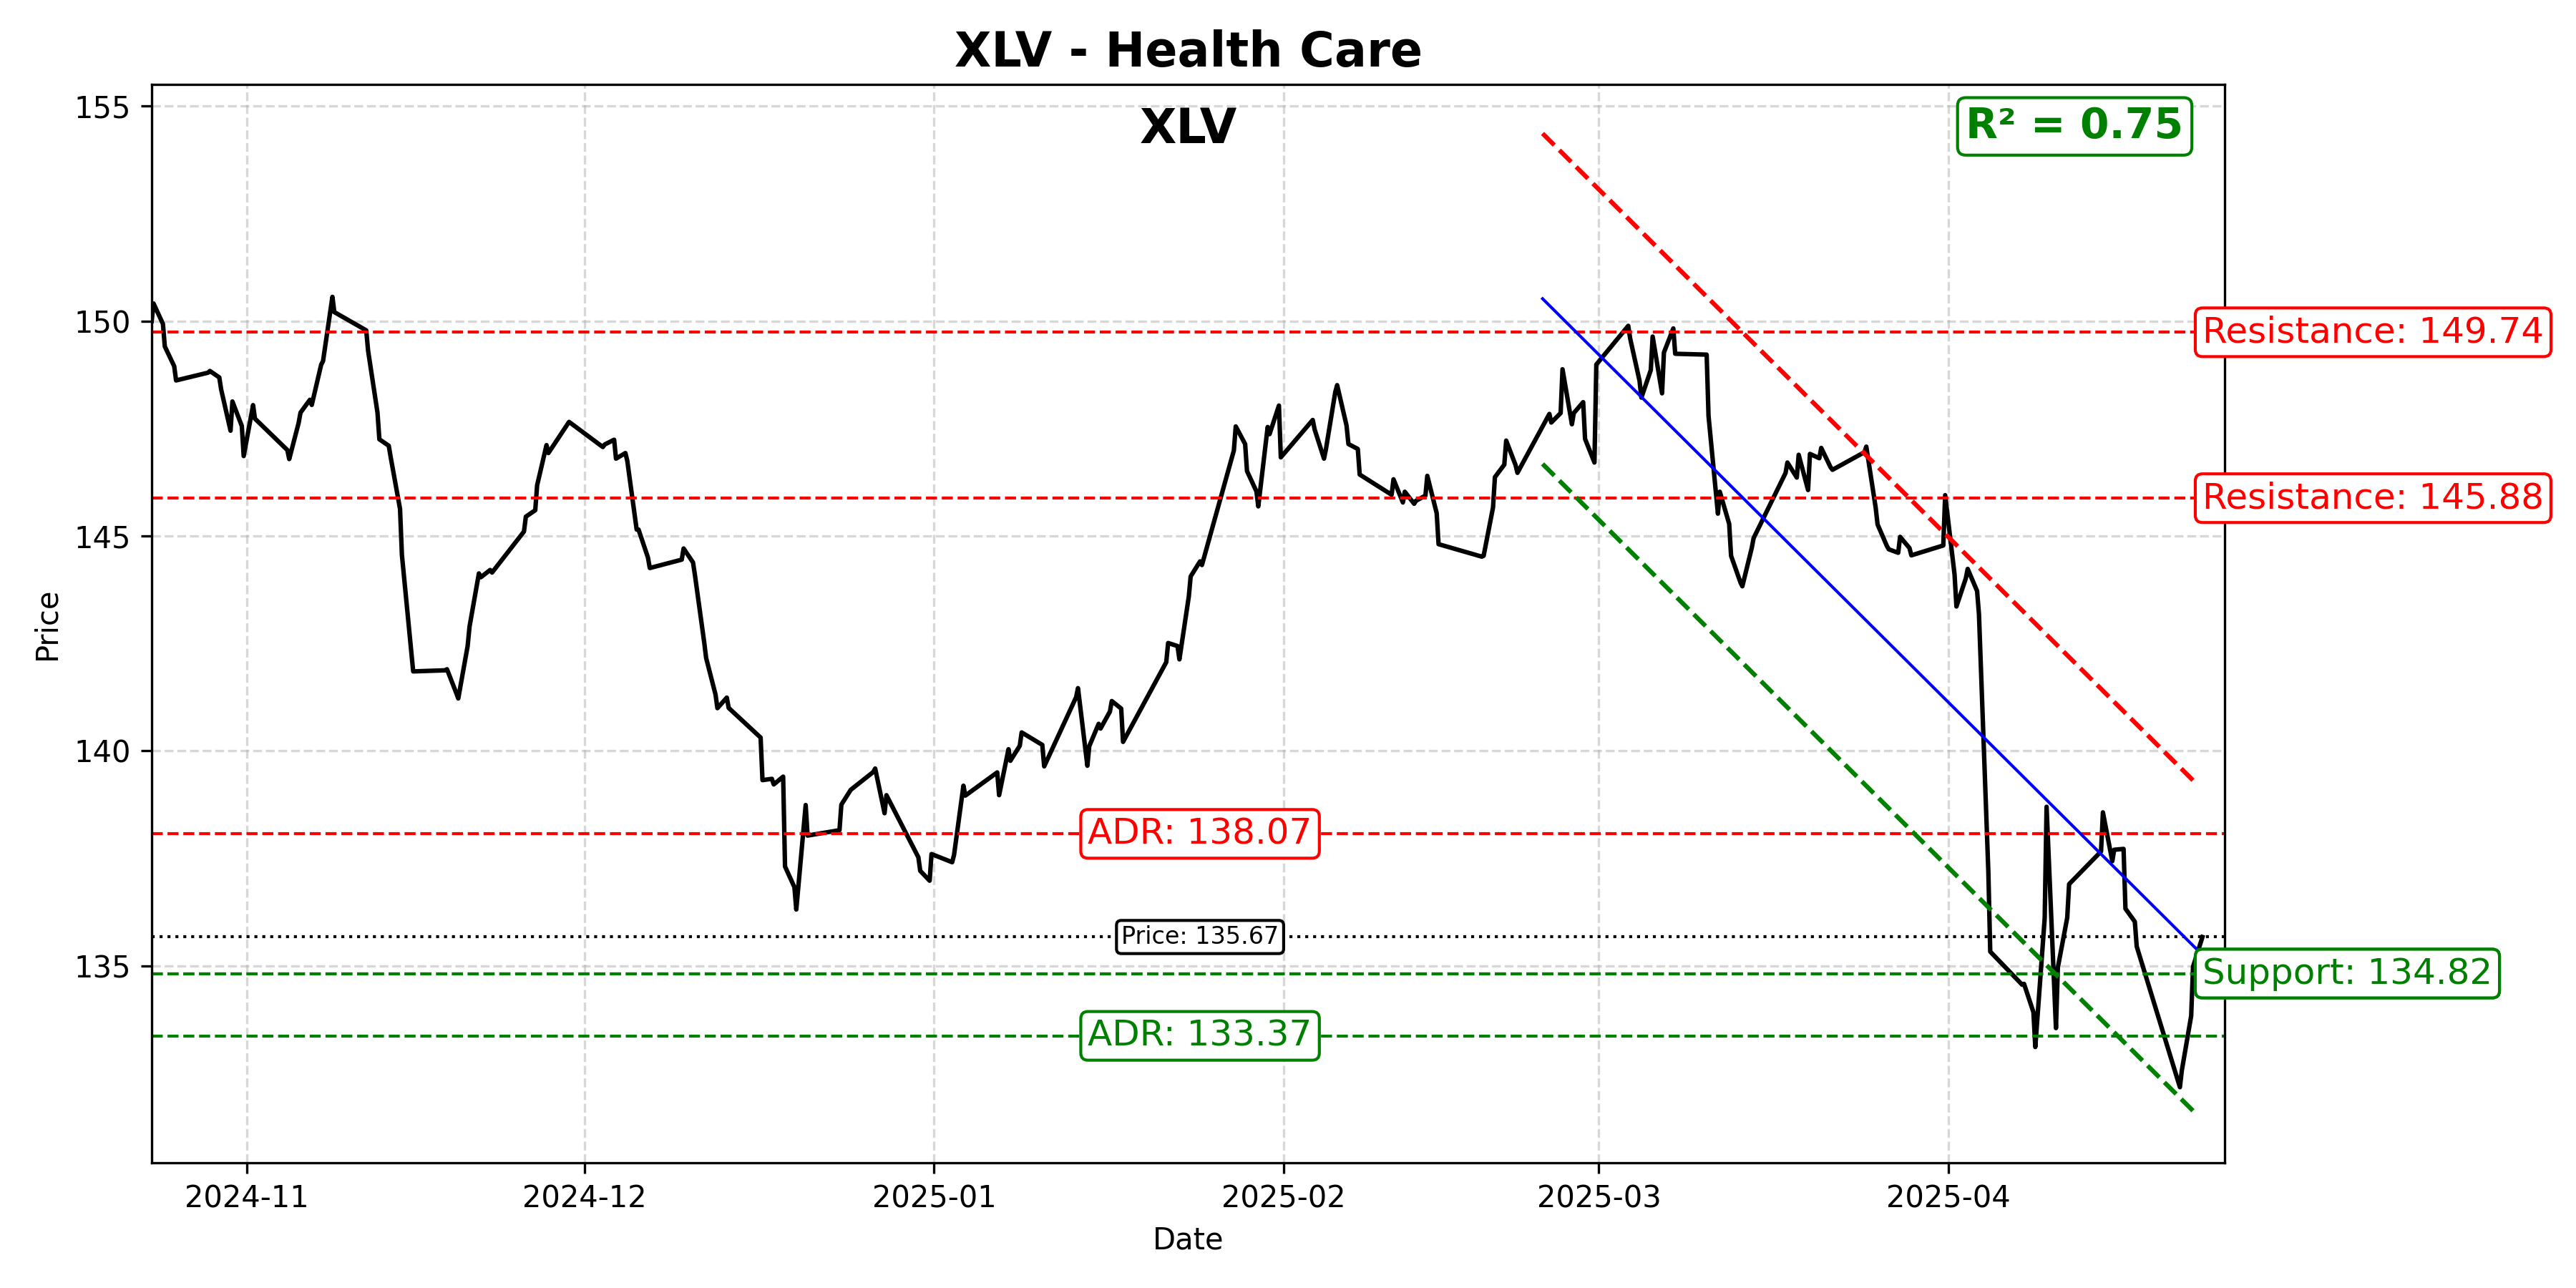 XLV - Health Care
XLV
R² = 0.75
155
150
145
140
135
Price
Resistance: 149.74
Resistance: 145.88
ADR: 138.07
Price: 135.67
Support: 134.82
ADR: 133.37
2024-11
2024-12
2025-01
2025-02
2025-03
2025-04
Date